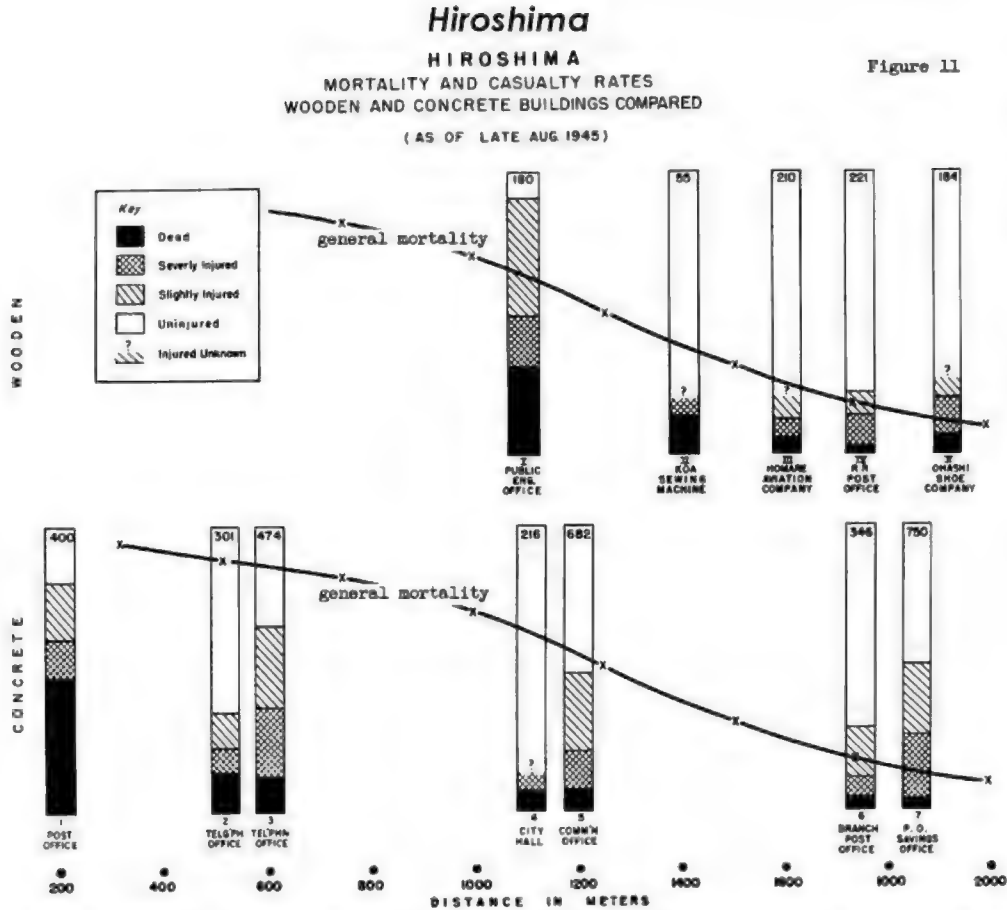 Hiroshima
HIROSHIMA
Figure 11
MORTALITY AND CASUALTY RATES
WOODEN AND CONCRETE BUILDINGS COMPARED
(AS OF LATE AUG 1945)
Key
Dead
Severly Injured
Slightly Injured
Uninjured
?
Injured Unknown
WOODEN
general mortality
180
55
210
221
184
?
?
?
I
PUBLIC
ENG.
OFFICE
II
KOA
SEWING
MACHINE
III
HOMARE
AVIATION
COMPANY
IV
R.R.
POST
OFFICE
V
OHASHI
SHOE
COMPANY
CONCRETE
general mortality
400
301
474
216
682
346
750
?
1
POST
OFFICE
2
TELG'PH
OFFICE
3
TEL'PHN
OFFICE
4
CITY
HALL
5
COMM'N
OFFICE
6
BRANCH
POST
OFFICE
7
P. O.
SAVINGS
OFFICE
200
400
600
800
1000
1200
1400
1600
2000
DISTANCE IN METERS